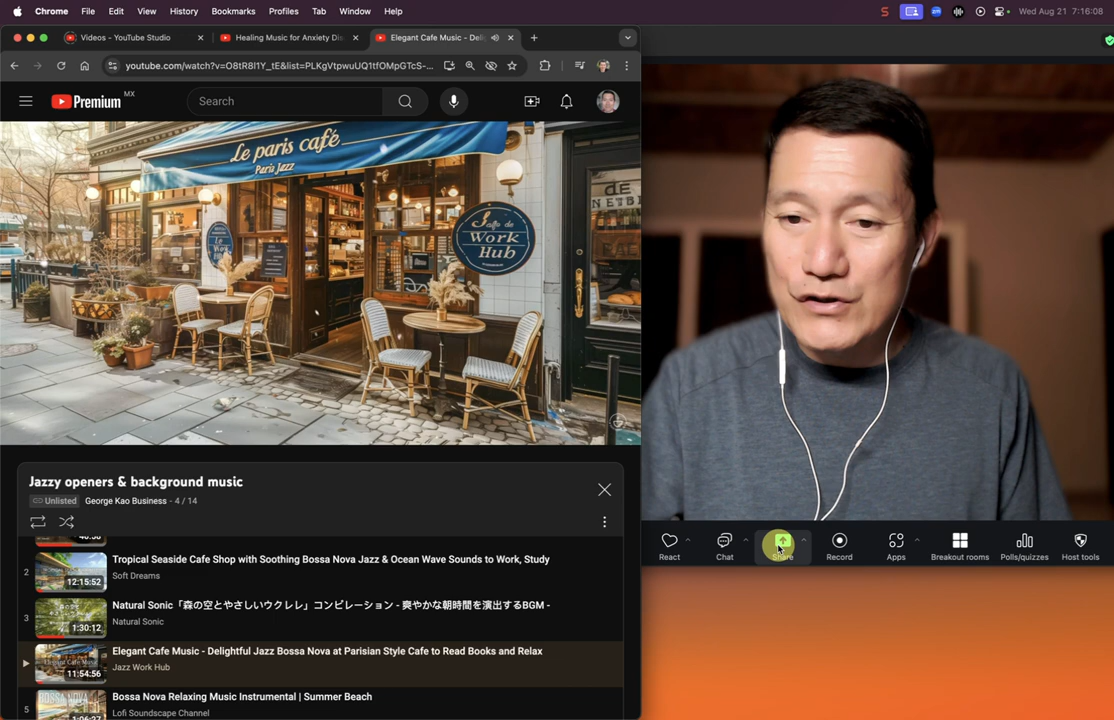 Chrome File Edit View History Bookmarks Profiles Tab Window Help
Wed Aug 21 7:16:08
Videos - YouTube Studio
Healing Music for Anxiety Dis
Elegant Cafe Music - Deli
youtube.com/watch?v=O8tR8l1Y_tE&list=PLKgVtpwuUQ1tfOMpGTcS-...
Premium MX
Search
Le paris café
Paris Jazz
Work
Hub
DE
Jazzy openers & background music
Unlisted George Kao Business - 4 / 14
2
Tropical Seaside Cafe Shop with Soothing Bossa Nova Jazz & Ocean Wave Sounds to Work, Study
Soft Dreams
12:15:52
3
Natural Sonic「森の空とやさしいウクレレ」コンピレーション - 爽やかな朝時間を演出するBGM -
Natural Sonic
1:30:12
Elegant Cafe Music - Delightful Jazz Bossa Nova at Parisian Style Cafe to Read Books and Relax
Jazz Work Hub
11:54:56
5
Bossa Nova Relaxing Music Instrumental | Summer Beach
Lofi Soundscape Channel
React
Chat
Share
Record
Apps
Breakout rooms
Polls/quizzes
Host tools